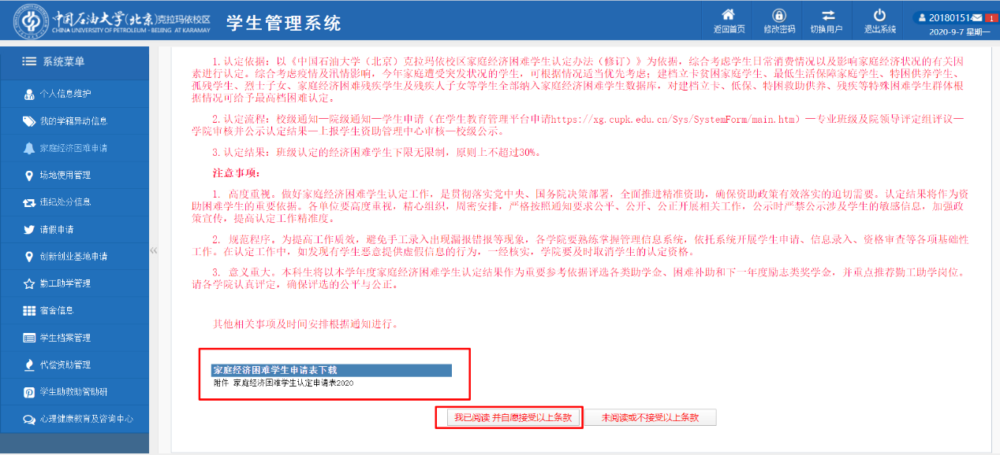 中国石油大学(北京)克拉玛依校区
CHINA UNIVERSITY OF PETROLEUM - BEIJING AT KARAMAY
学生管理系统
返回首页
修改密码
切换用户
退出系统
20180151 1
2020-9-7 星期一
系统菜单
个人信息维护
我的学籍异动信息
家庭经济困难申请
场地使用管理
违纪处分信息
请假申请
创新创业基地申请
勤工助学管理
宿舍信息
学生档案管理
代偿资助管理
学生助教助管助研
心理健康教育及咨询中心
1.认定依据：以《中国石油大学（北京）克拉玛依校区家庭经济困难学生认定办法（修订）》为依据，综合考虑学生日常消费情况以及影响家庭经济状况的有关因
素进行认定。综合考虑疫情及汛情影响，今年家庭遭受突发状况的学生，可根据情况适当优先考虑；建档立卡贫困家庭学生、最低生活保障家庭学生、特困供养学生、
孤残学生、烈士子女、家庭经济困难残疾学生及残疾人子女等学生全部纳入家庭经济困难学生数据库，对建档立卡、低保、特困救助供养、残疾等特殊困难学生群体根
据情况可给予最高档困难认定。
2.认定流程：校级通知—院级通知—学生申请（在学生教育管理平台申请https://xg.cupk.edu.cn/Sys/SystemForm/main.htm）—专业班级及院领导评定组评议—
学院审核并公示认定结果—上报学生资助管理中心审核—校级公示。
3.认定结果：班级认定的经济困难学生下限无限制，原则上不超过30%。
注意事项：
1. 高度重视。做好家庭经济困难学生认定工作，是贯彻落实党中央、国务院决策部署，全面推进精准资助，确保资助政策有效落实的迫切需要。认定结果将作为资
助困难学生的重要依据。各单位要高度重视，精心组织，周密安排，严格按照通知要求公平、公开、公正开展相关工作，公示时严禁公示涉及学生的敏感信息，加强政
策宣传，提高认定工作精准度。
2. 规范程序。为提高工作质效，避免手工录入出现漏报错报等现象，各学院要熟练掌握管理信息系统，依托系统开展学生申请、信息录入、资格审查等各项基础性
工作。在认定工作中，如发现有学生恶意提供虚假信息的行为，一经核实，学院要及时取消学生的认定资格。
3. 意义重大。本科生将以本学年度家庭经济困难学生认定结果作为重要参考依据评选各类助学金、困难补助和下一年度励志类奖学金，并重点推荐勤工助学岗位。
请各学院认真评定，确保评选的公平与公正。
其他相关事项及时间安排根据通知进行。
家庭经济困难学生申请表下载
附件 家庭经济困难学生认定申请表2020
我已阅读 并自愿接受以上条款
未阅读或不接受以上条款